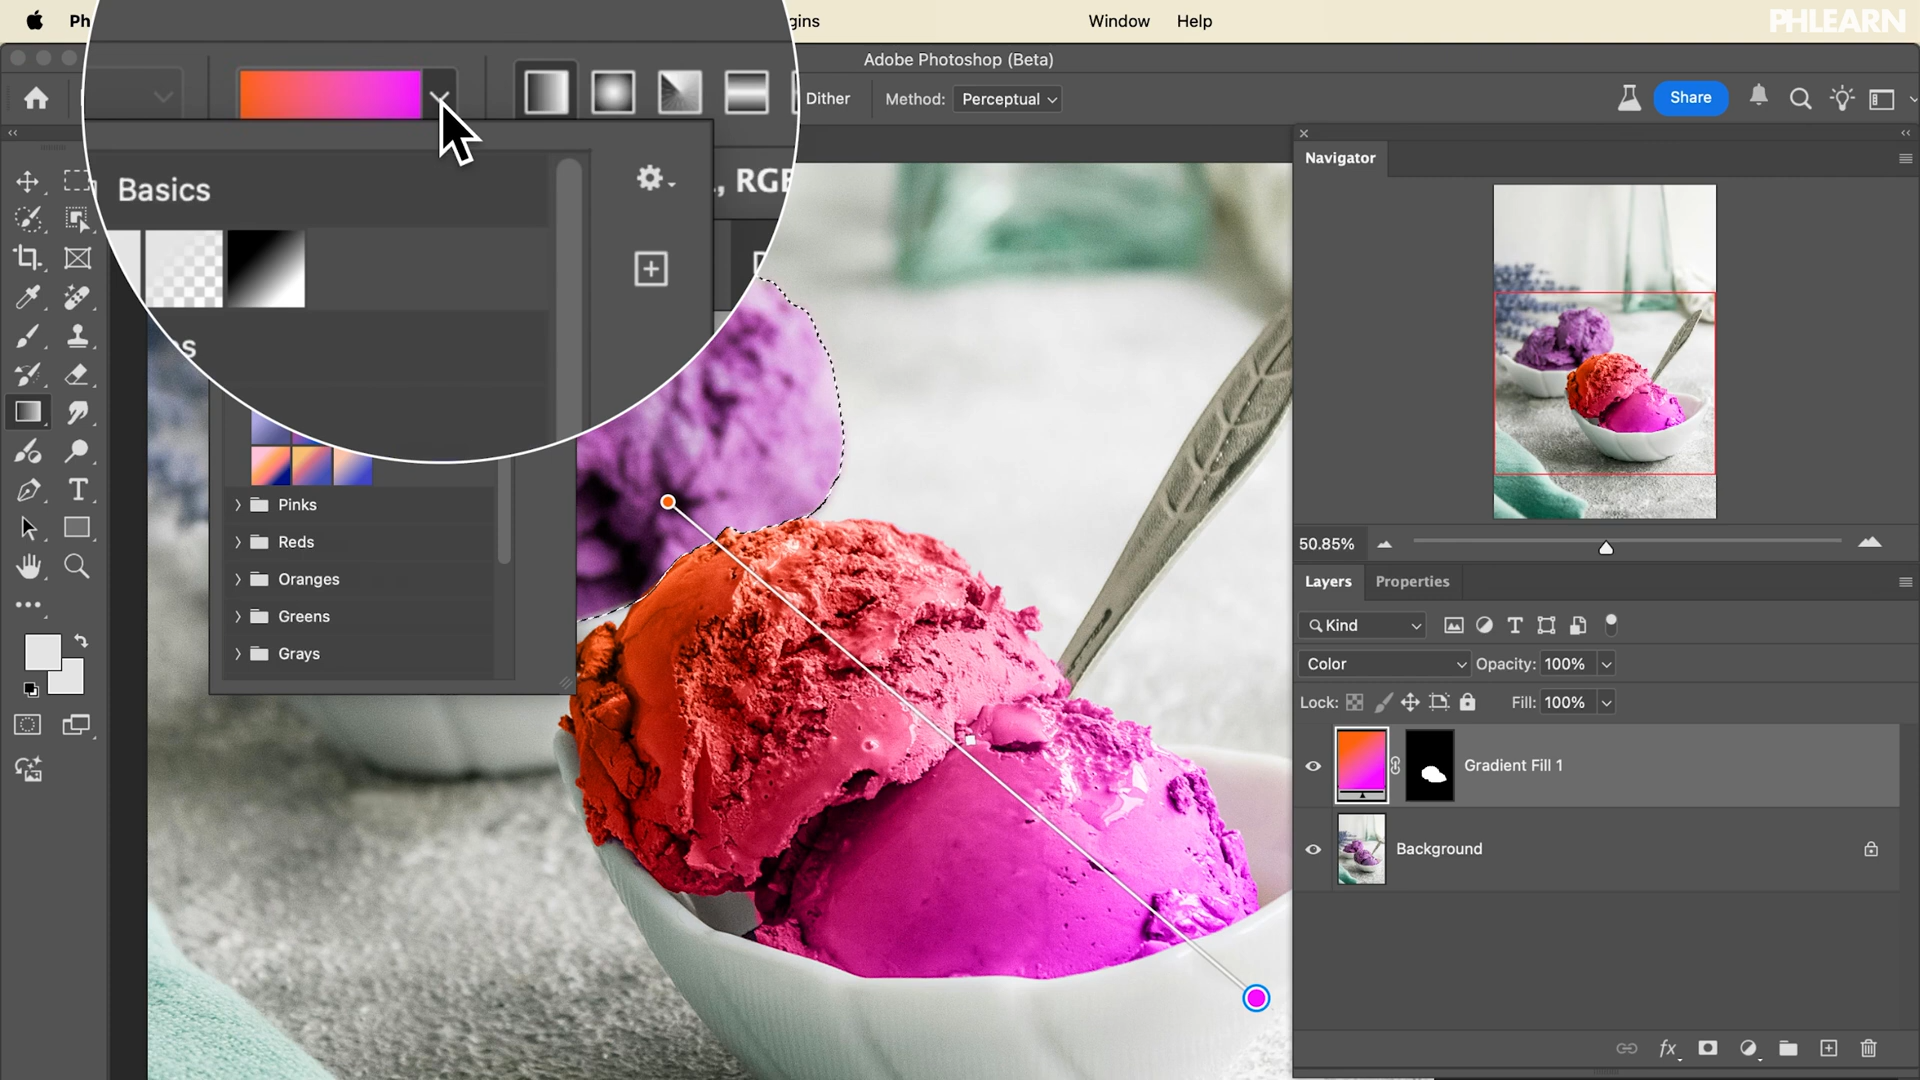 Ph
gins
Window
Help
PHLEARN
Adobe Photoshop (Beta)
Dither
Method:
Perceptual
Share
Basics
, RGB
es
Pinks
Reds
Oranges
Greens
Grays
Navigator
50.85%
Layers
Properties
Kind
Color
Opacity: 100%
Lock:
Fill: 100%
Gradient Fill 1
Background